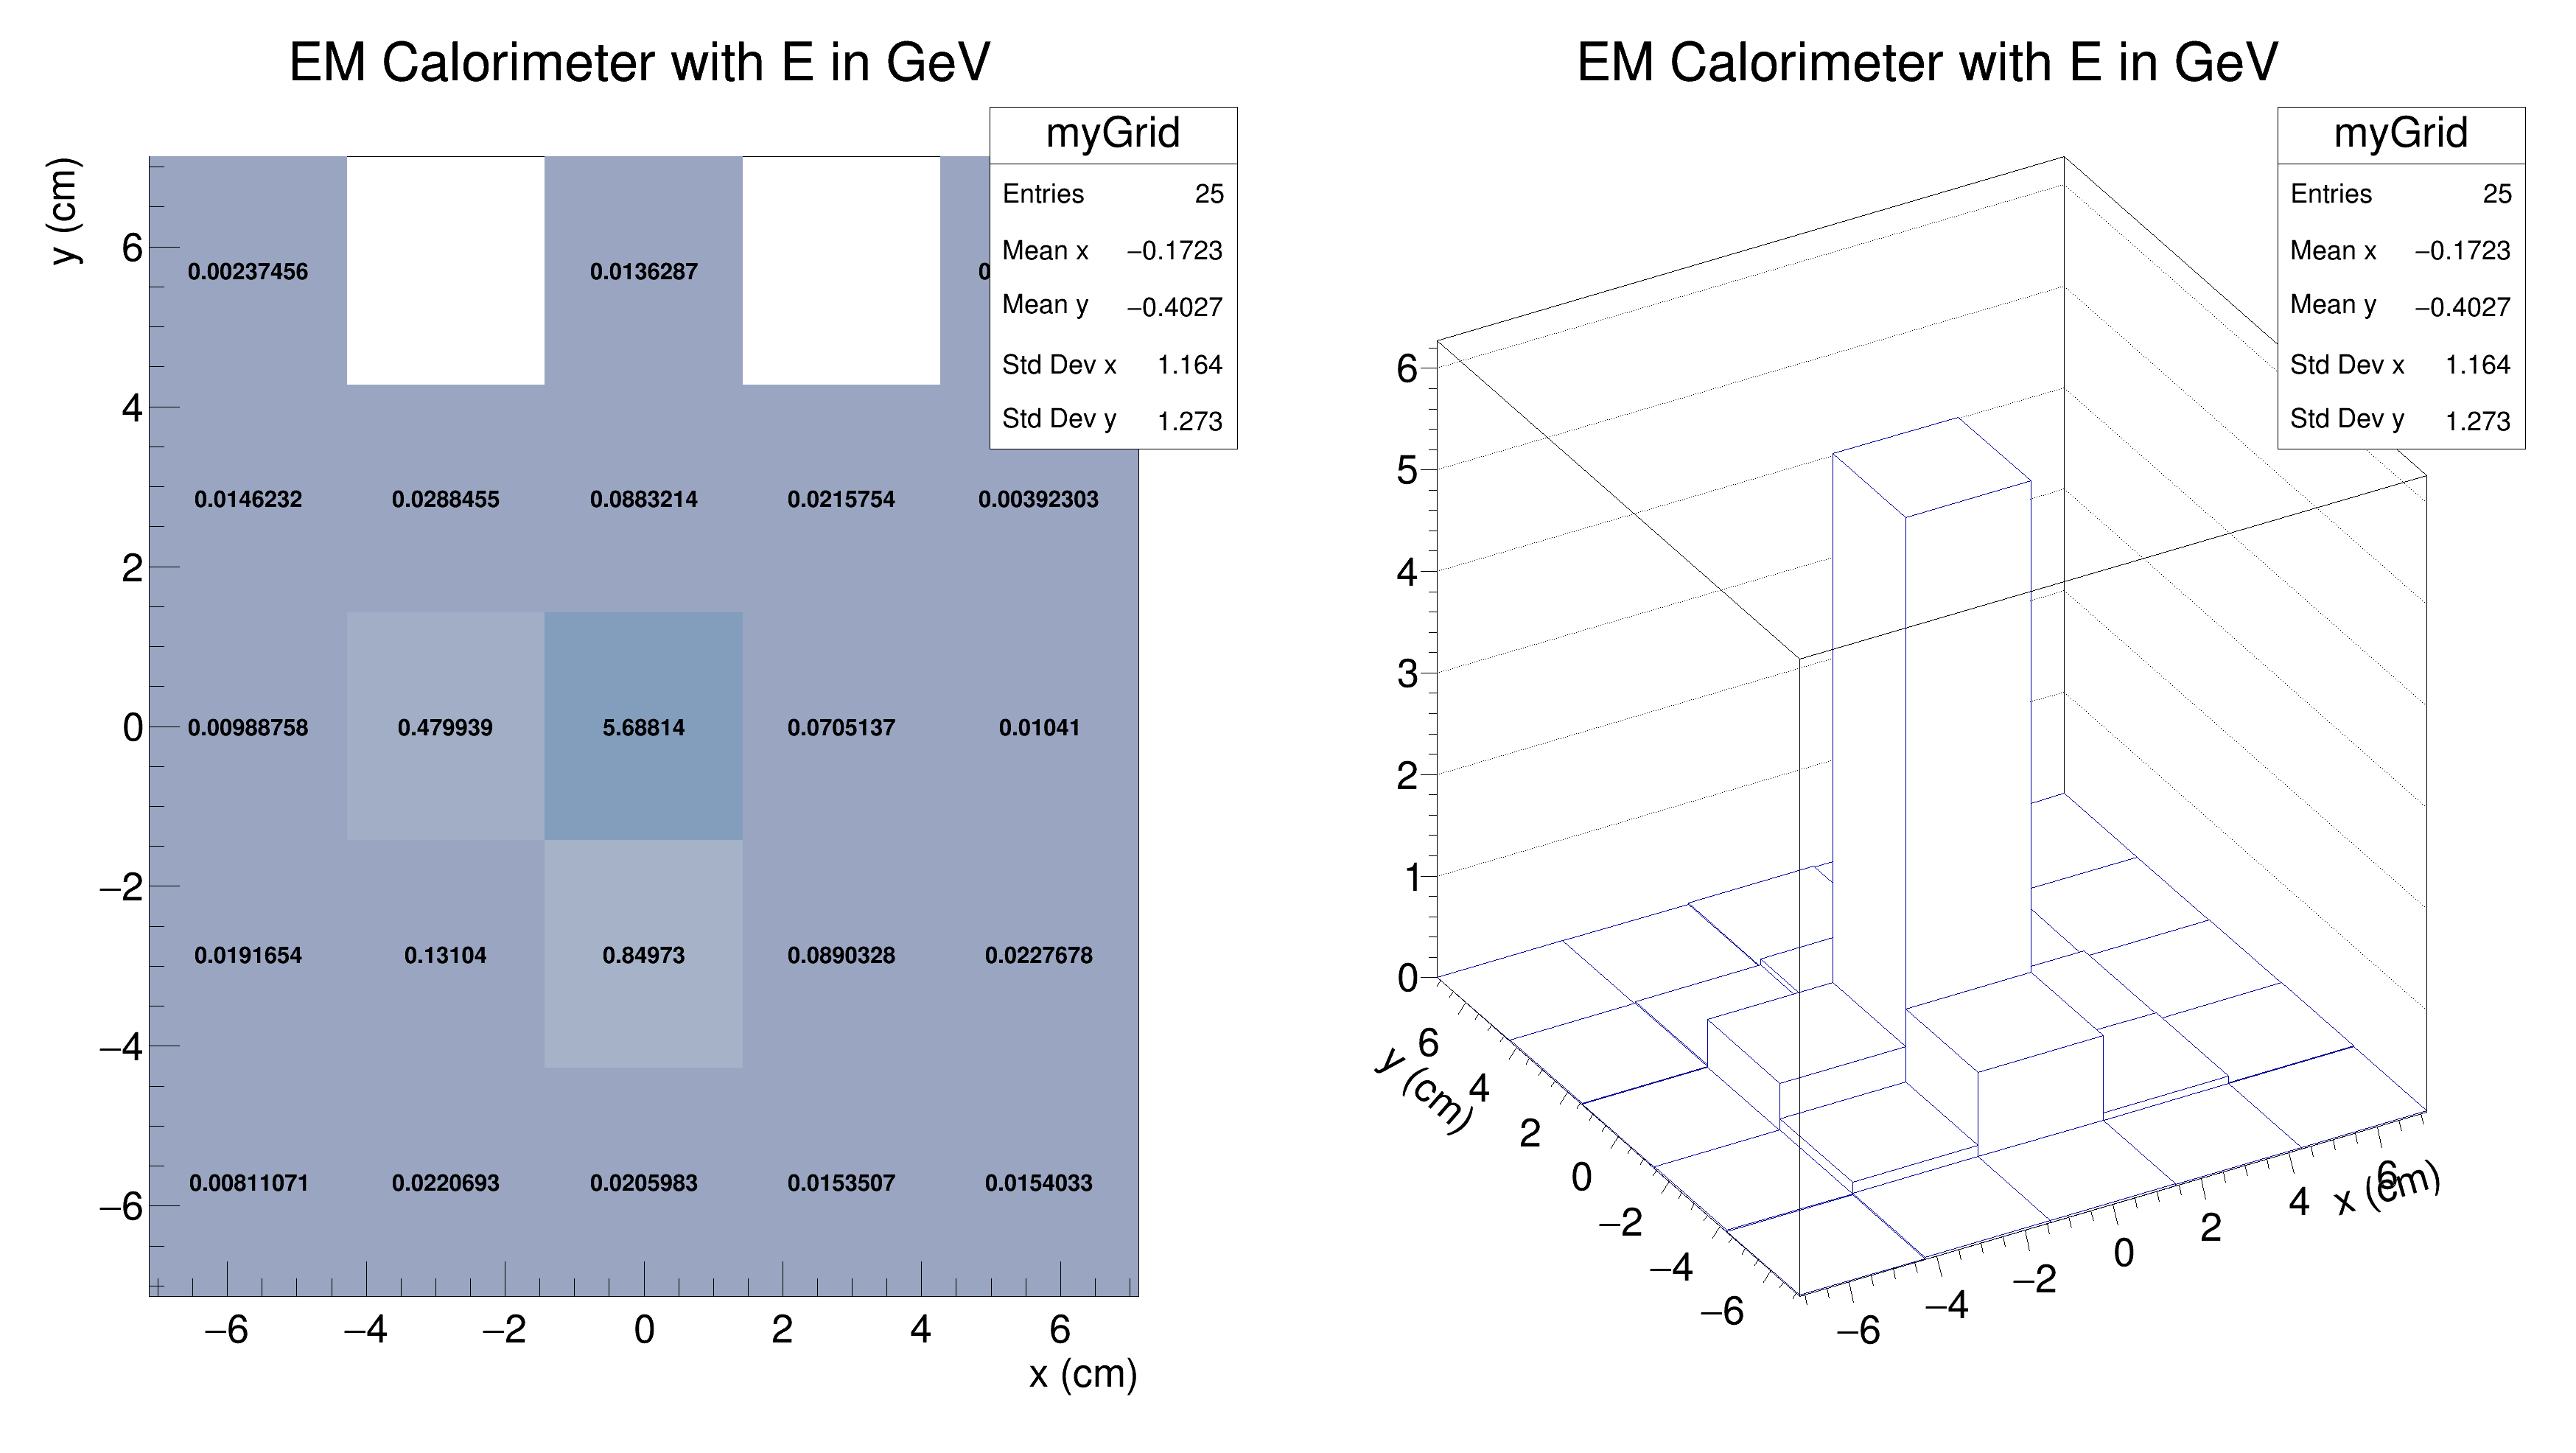 EM Calorimeter with E in GeV
myGrid
Entries 25
Mean x −0.1723
Mean y −0.4027
Std Dev x 1.164
Std Dev y 1.273
y (cm)
6
4
2
0
−2
−4
−6
0.00237456 0.0136287
0.0146232 0.0288455 0.0883214 0.0215754 0.00392303
0.00988758 0.479939 5.68814 0.0705137 0.01041
0.0191654 0.13104 0.84973 0.0890328 0.0227678
0.00811071 0.0220693 0.0205983 0.0153507 0.0154033
−6 −4 −2 0 2 4 6
x (cm)
EM Calorimeter with E in GeV
myGrid
Entries 25
Mean x −0.1723
Mean y −0.4027
Std Dev x 1.164
Std Dev y 1.273
6
5
4
3
2
1
0
y (cm)
6
4
2
0
−2
−4
−6
−6 −4 −2 0 2 4 6
x (cm)